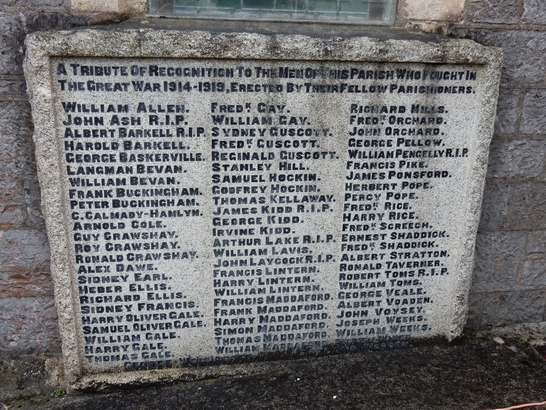 A TRIBUTE OF RECOGNITION TO THE MEN OF THIS PARISH WHO FOUGHT IN
THE GREAT WAR 1914-1919, ERECTED BY THEIR FELLOW PARISHIONERS.
WILLIAM ALLEN.
JOHN ASH R.I.P.
ALBERT BARKELL R.I.P.
HAROLD BARKELL.
GEORGE BASKERVILLE.
LANGMAN BEVAN.
WILLIAM BEVAN.
FRANK BUCKINGHAM.
PETER BUCKINGHAM.
C. CALMADY-HAMLYN.
ARNOLD COLE.
GUY CRAWSHAY.
ROY CRAWSHAY.
RONALD CRAWSHAY.
ALEX DAWE.
SIDNEY EARL.
HEBER ELLIS.
RICHARD ELLIS.
SIDNEY FRANCIS.
HARRY OLIVER GALE.
SAMUEL OLIVER GALE.
WILLIAM GALE.
HARRY GALE.
THOMAS GALE.
FREDK. GAY.
WILLIAM GAY.
SYDNEY GUSCOTT.
FREDK. GUSCOTT.
REGINALD GUSCOTT.
STANLEY HILL.
SAMUEL HOCKIN.
GODFREY HOCKIN.
THOMAS KELLAWAY.
JAMES KIDD R.I.P.
GEORGE KIDD.
IRVINE KIDD.
ARTHUR LAKE R.I.P.
WILLIAM LAVIS.
JOHN LAYCOCK R.I.P.
FRANCIS LINTERN.
HARRY LINTERN.
WILLIAM LINTERN.
FRANCIS MADDAFORD.
FRANK MADDAFORD.
HARRY MADDAFORD.
SIMON MADDAFORD.
THOMAS MADDAFORD.
WILLIAM
RICHARD MILLS.
FREDK. ORCHARD.
JOHN ORCHARD.
GEORGE PELLOW.
WILLIAM PENGELLY R.I.P.
FRANCIS PIKE.
JAMES PONSFORD.
HERBERT POPE.
PERCY POPE.
FREDK. RICE.
HARRY RICE.
FREDK. SCREECH.
ERNEST SHADDICK.
FREDK. SHADDICK.
ALBERT STRATTON.
RONALD TAVERNER.
ROBERT TOMS R.I.P.
WILLIAM TOMS.
GEORGE VEALE.
ALBERT VOADEN.
JOHN VOYSEY.
JOSEPH WEEKS.
WILLIAM WEEKS.
GEORGE